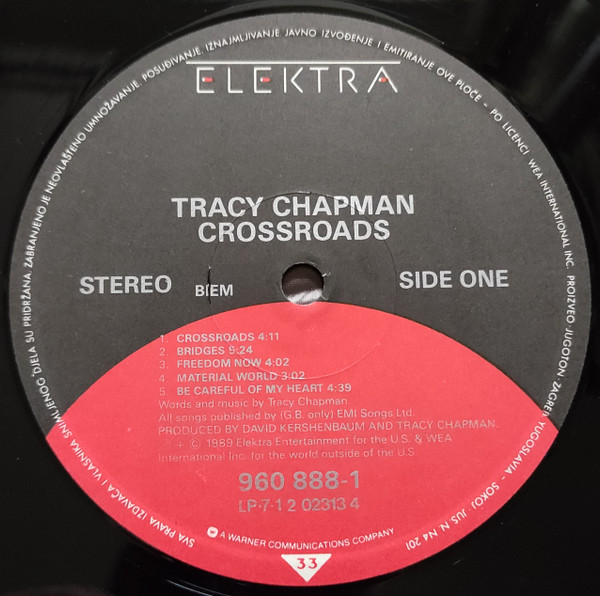 ELEKTRA
TRACY CHAPMAN
CROSSROADS
STEREO
BIEM
SIDE ONE
1. CROSSROADS 4:11
2. BRIDGES 5:24
3. FREEDOM NOW 4:02
4. MATERIAL WORLD 3:02
5. BE CAREFUL OF MY HEART 4:39
Words and music by Tracy Chapman.
All songs published by (G.B. only) EMI Songs Ltd.
PRODUCED BY DAVID KERSHENBAUM AND TRACY CHAPMAN.
+ © 1989 Elektra Entertainment for the U.S. & WEA
International Inc. for the world outside of the U.S.
960 888-1
LP-7-1 2 02313 4
A WARNER COMMUNICATIONS COMPANY
33
SVA PRAVA IZDAVAČA I VLASNIKA SNIMLJENOG DJELA SU PRIDRŽANA. ZABRANJENO JE NEOVLAŠTENO UMNOŽAVANJE, POSUĐIVANJE, IZNAJMLJIVANJE JAVNO IZVOĐENJE I EMITIRANJE OVE PLOČE - PO LICENCI WEA INTERNATIONAL INC. PROIZVEO JUGOTON ZAGREB YUGOSLAVIA - SOKOJ JUS. N. N4 201